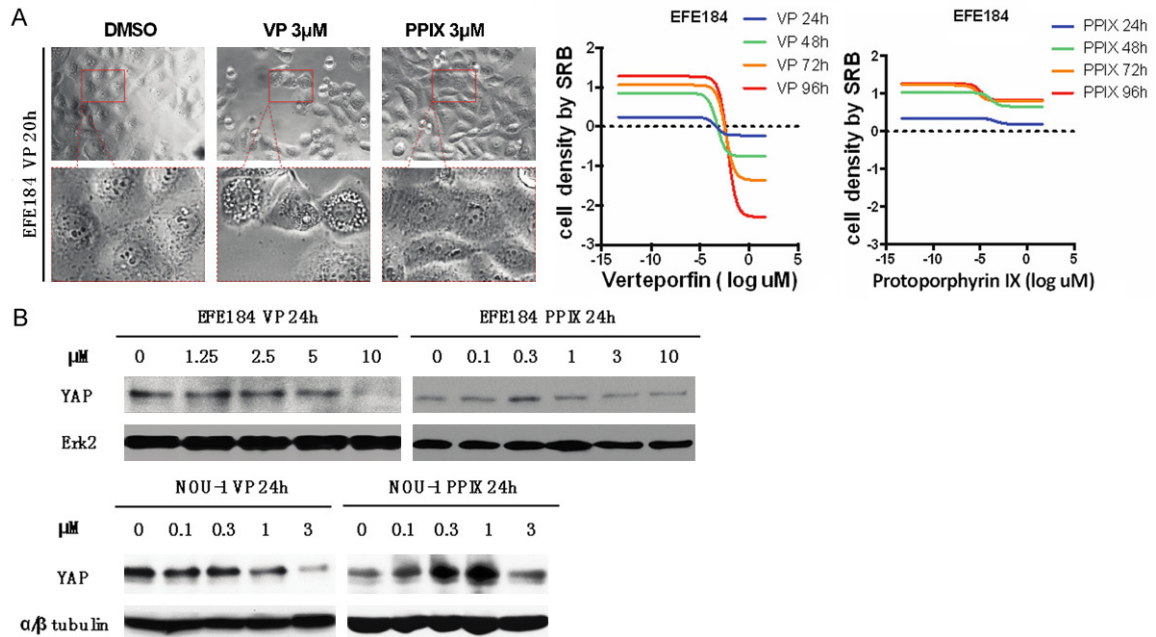 A
DMSO
VP 3µM
PPIX 3µM
EFE184 VP 20h
EFE184
VP 24h
VP 48h
VP 72h
VP 96h
cell density by SRB
2
1
0
-1
-2
-3
-15 -10 -5 0 5
Verteporfin ( log uM)
EFE184
PPIX 24h
PPIX 48h
PPIX 72h
PPIX 96h
cell density by SRB
2
1
0
-1
-2
-3
-15 -10 -5 0 5
Protoporphyrin IX (log uM)
B
EFE184 VP 24h EFE184 PPIX 24h
µM 0 1.25 2.5 5 10 0 0.1 0.3 1 3 10
YAP
Erk2
NOU-1 VP 24h NOU-1 PPIX 24h
µM 0 0.1 0.3 1 3 0 0.1 0.3 1 3
YAP
α/β tubulin